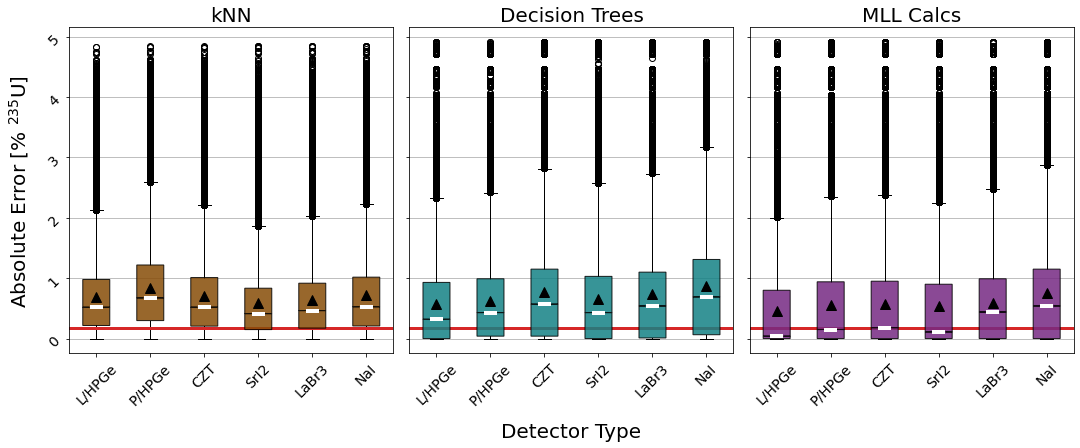 kNN
Decision Trees
MLL Calcs
Absolute Error [% ²³⁵U]
5
4
3
2
1
0
L/HPGe
P/HPGe
CZT
SrI2
LaBr3
NaI
L/HPGe
P/HPGe
CZT
SrI2
LaBr3
NaI
L/HPGe
P/HPGe
CZT
SrI2
LaBr3
NaI
Detector Type